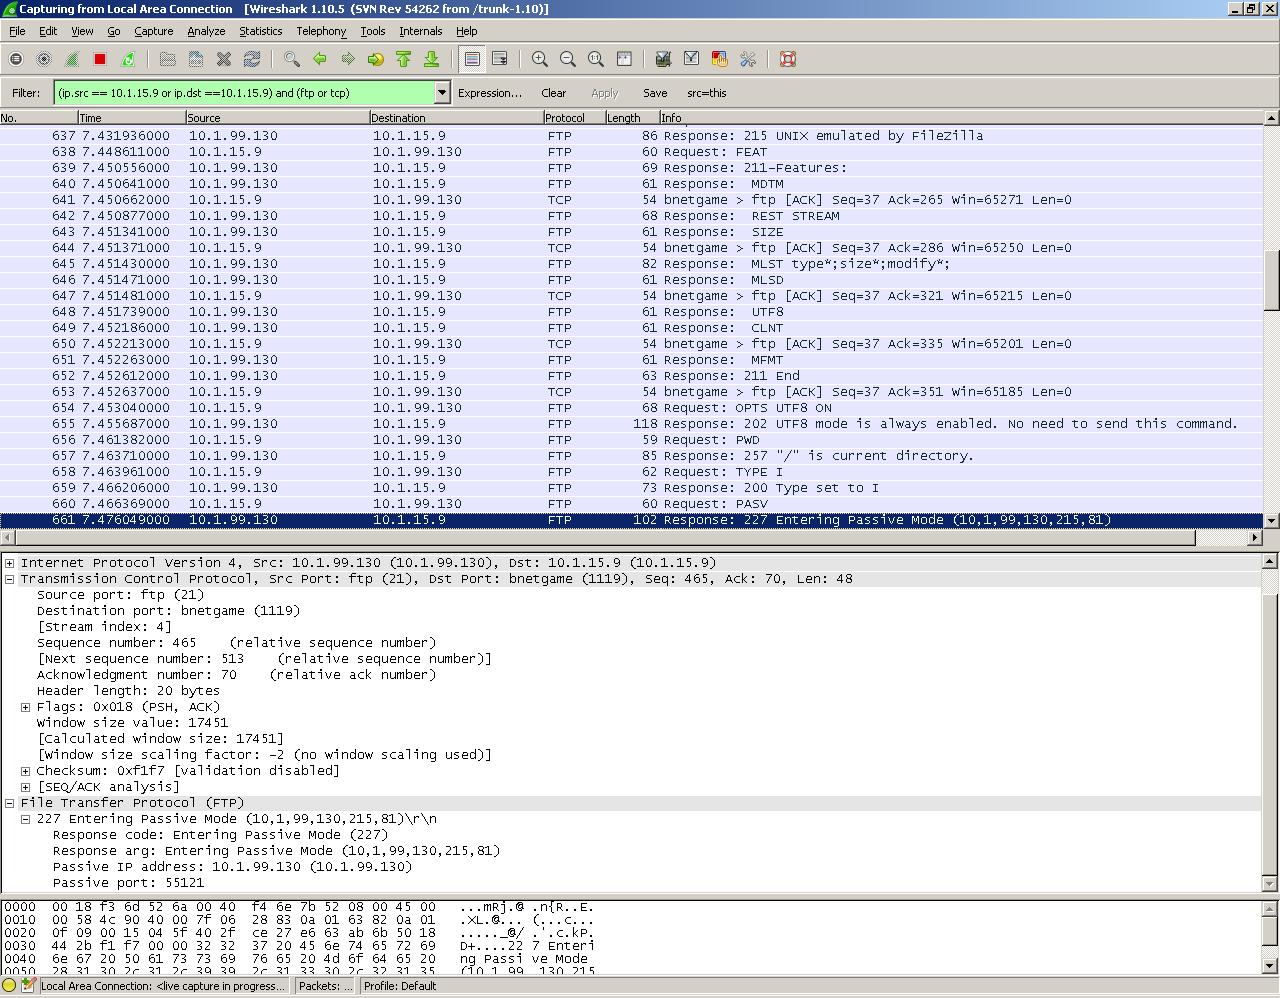 Capturing from Local Area Connection   [Wireshark 1.10.5  (SVN Rev 54262 from /trunk-1.10)]
File Edit View Go Capture Analyze Statistics Telephony Tools Internals Help
Filter: (ip.src == 10.1.15.9 or ip.dst ==10.1.15.9) and (ftp or tcp) Expression... Clear Apply Save src=this
No. Time Source Destination Protocol Length Info
637 7.431936000 10.1.99.130 10.1.15.9 FTP 86 Response: 215 UNIX emulated by FileZilla
638 7.448611000 10.1.15.9 10.1.99.130 FTP 60 Request: FEAT
639 7.450556000 10.1.99.130 10.1.15.9 FTP 69 Response: 211-Features:
640 7.450641000 10.1.99.130 10.1.15.9 FTP 61 Response:  MDTM
641 7.450662000 10.1.15.9 10.1.99.130 TCP 54 bnetgame > ftp [ACK] Seq=37 Ack=265 Win=65271 Len=0
642 7.450877000 10.1.99.130 10.1.15.9 FTP 68 Response:  REST STREAM
643 7.451341000 10.1.99.130 10.1.15.9 FTP 61 Response:  SIZE
644 7.451371000 10.1.15.9 10.1.99.130 TCP 54 bnetgame > ftp [ACK] Seq=37 Ack=286 Win=65250 Len=0
645 7.451430000 10.1.99.130 10.1.15.9 FTP 82 Response:  MLST type*;size*;modify*;
646 7.451471000 10.1.99.130 10.1.15.9 FTP 61 Response:  MLSD
647 7.451481000 10.1.15.9 10.1.99.130 TCP 54 bnetgame > ftp [ACK] Seq=37 Ack=321 Win=65215 Len=0
648 7.451739000 10.1.99.130 10.1.15.9 FTP 61 Response:  UTF8
649 7.452186000 10.1.99.130 10.1.15.9 FTP 61 Response:  CLNT
650 7.452213000 10.1.15.9 10.1.99.130 TCP 54 bnetgame > ftp [ACK] Seq=37 Ack=335 Win=65201 Len=0
651 7.452263000 10.1.99.130 10.1.15.9 FTP 61 Response:  MFMT
652 7.452612000 10.1.99.130 10.1.15.9 FTP 63 Response: 211 End
653 7.452637000 10.1.15.9 10.1.99.130 TCP 54 bnetgame > ftp [ACK] Seq=37 Ack=351 Win=65185 Len=0
654 7.453040000 10.1.15.9 10.1.99.130 FTP 68 Request: OPTS UTF8 ON
655 7.455687000 10.1.99.130 10.1.15.9 FTP 118 Response: 202 UTF8 mode is always enabled. No need to send this command.
656 7.461382000 10.1.15.9 10.1.99.130 FTP 59 Request: PWD
657 7.463710000 10.1.99.130 10.1.15.9 FTP 85 Response: 257 "/" is current directory.
658 7.463961000 10.1.15.9 10.1.99.130 FTP 62 Request: TYPE I
659 7.466206000 10.1.99.130 10.1.15.9 FTP 73 Response: 200 Type set to I
660 7.466369000 10.1.15.9 10.1.99.130 FTP 60 Request: PASV
661 7.476049000 10.1.99.130 10.1.15.9 FTP 102 Response: 227 Entering Passive Mode (10,1,99,130,215,81)
Internet Protocol Version 4, Src: 10.1.99.130 (10.1.99.130), Dst: 10.1.15.9 (10.1.15.9)
Transmission Control Protocol, Src Port: ftp (21), Dst Port: bnetgame (1119), Seq: 465, Ack: 70, Len: 48
Source port: ftp (21)
Destination port: bnetgame (1119)
[Stream index: 4]
Sequence number: 465    (relative sequence number)
[Next sequence number: 513    (relative sequence number)]
Acknowledgment number: 70    (relative ack number)
Header length: 20 bytes
Flags: 0x018 (PSH, ACK)
Window size value: 17451
[Calculated window size: 17451]
[Window size scaling factor: -2 (no window scaling used)]
Checksum: 0xf1f7 [validation disabled]
[SEQ/ACK analysis]
File Transfer Protocol (FTP)
227 Entering Passive Mode (10,1,99,130,215,81)\r\n
Response code: Entering Passive Mode (227)
Response arg: Entering Passive Mode (10,1,99,130,215,81)
Passive IP address: 10.1.99.130 (10.1.99.130)
Passive port: 55121
0000  00 18 f3 6d 52 6a 00 40  f4 6e 7b 52 08 00 45 00   ...mRj.@ .n{R..E.
0010  00 58 4c 90 40 00 7f 06  28 83 0a 01 63 82 0a 01   .XL.@... (...c...
0020  0f 09 00 15 04 5f 40 2f  ce 27 e6 63 ab 6b 50 18   ....._@/ .'.c.kP.
0030  44 2b f1 f7 00 00 32 32  37 20 45 6e 74 65 72 69   D+....22 7 Enteri
0040  6e 67 20 50 61 73 73 69  76 65 20 4d 6f 64 65 20   ng Passi ve Mode
0050  28 31 30 2c 31 2c 39 39  2c 31 33 30 2c 32 31 35   (10,1,99 ,130,215
Local Area Connection: <live capture in progress... Packets: ... Profile: Default